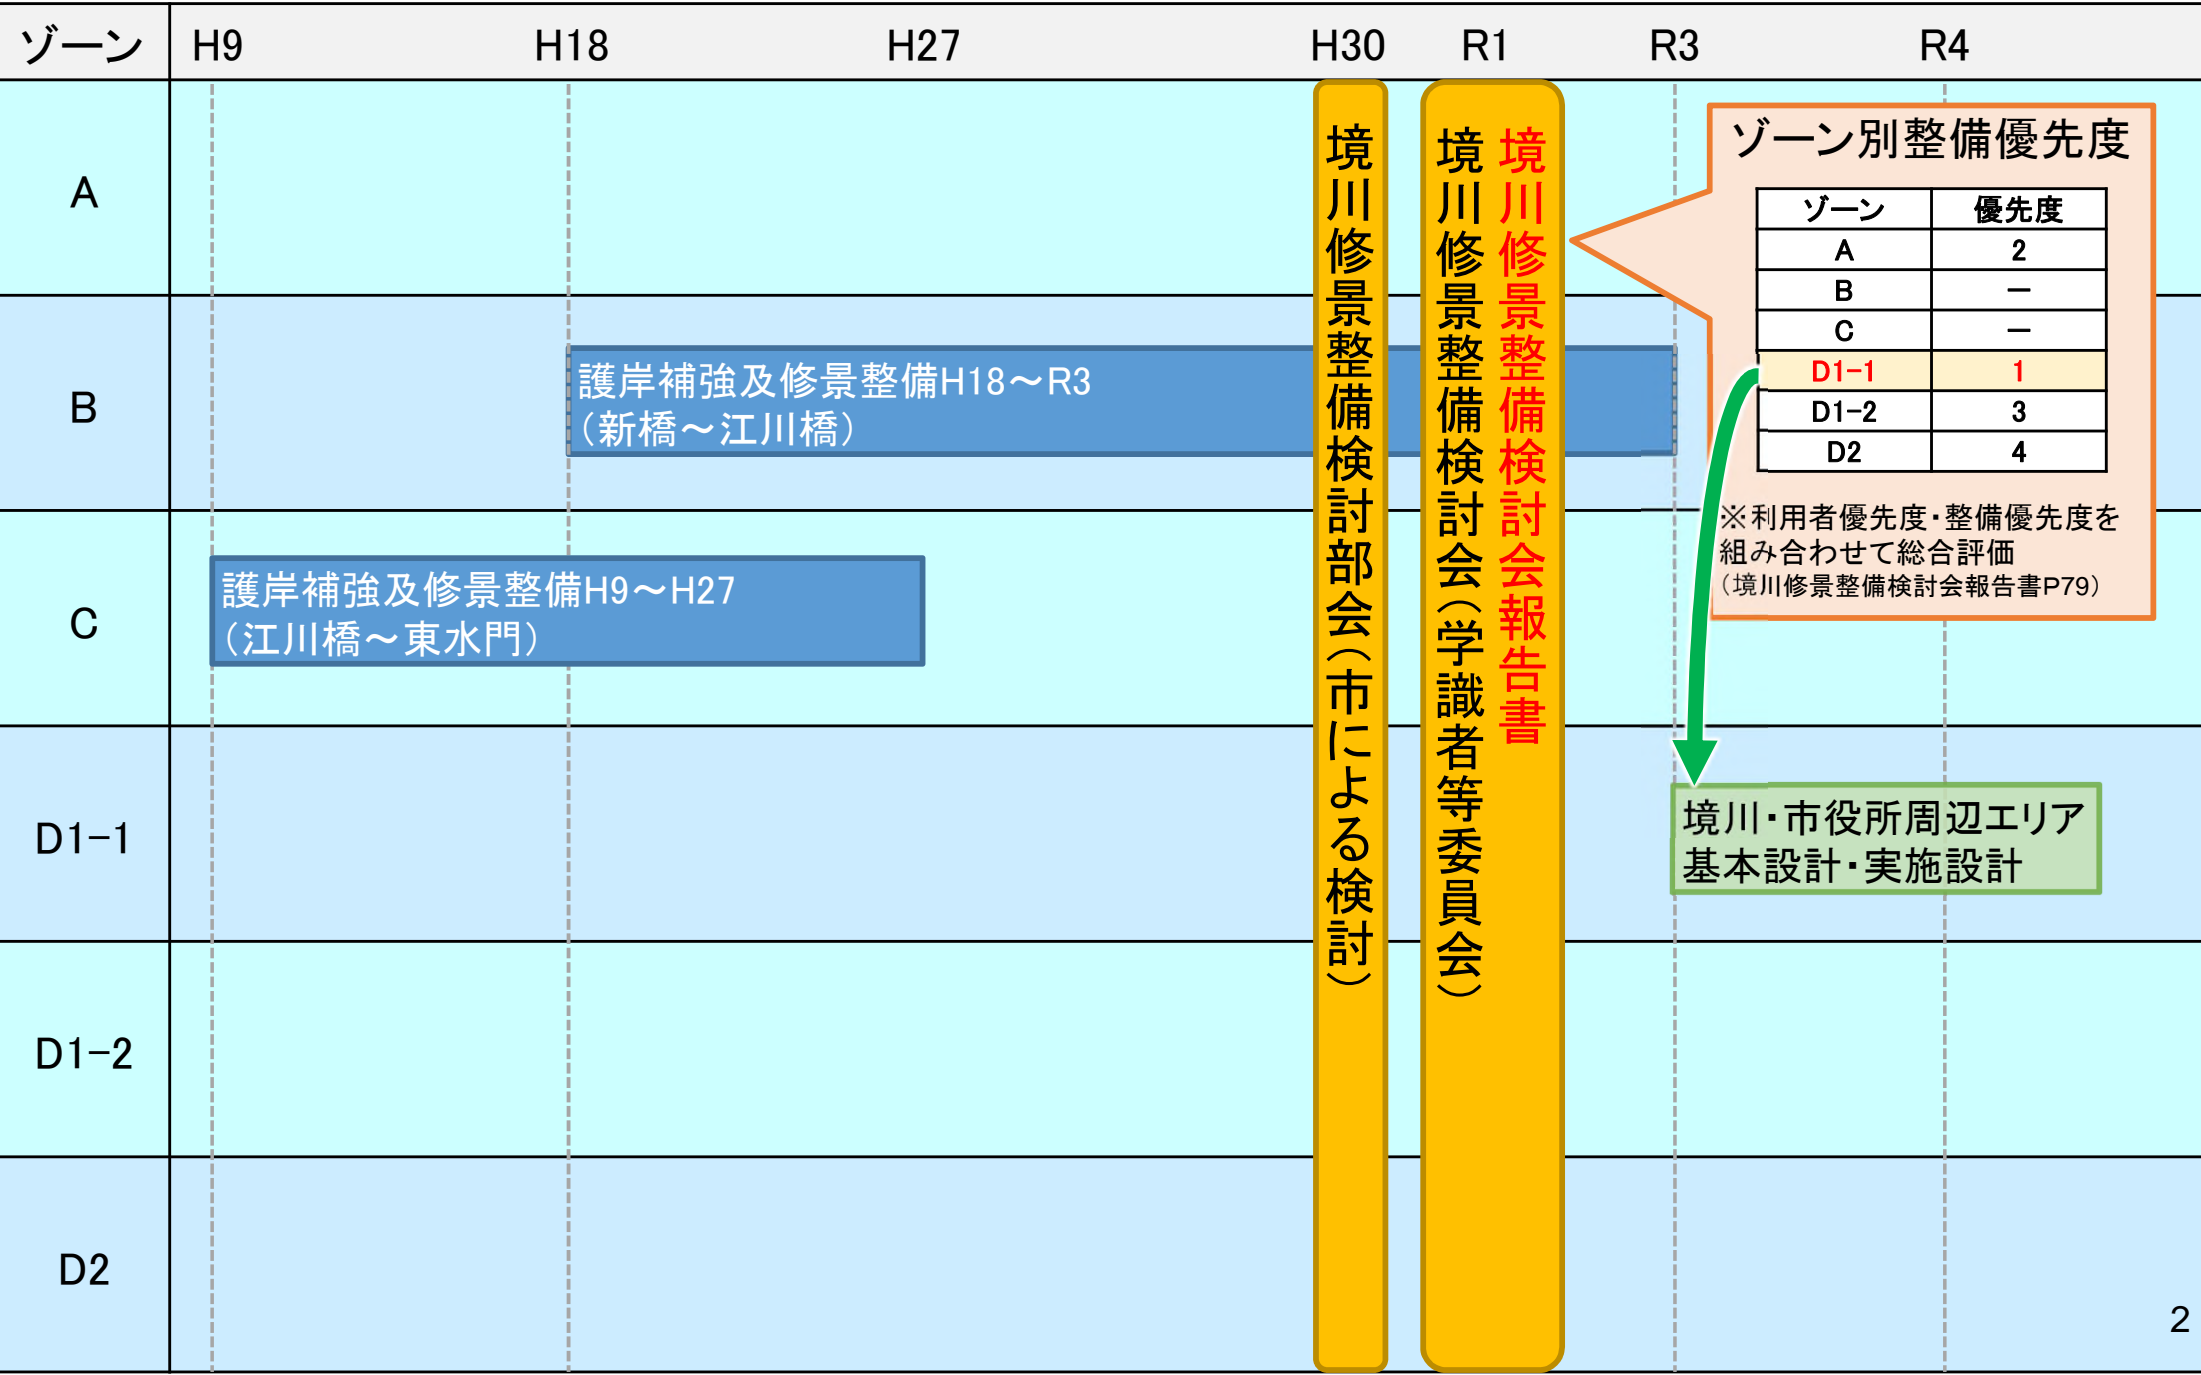 ゾーン H9 H18 H27 H30 R1 R3 R4
A
B
護岸補強及修景整備H18～R3
（新橋～江川橋）
C
護岸補強及修景整備H9～H27
（江川橋～東水門）
D1-1
D1-2
D2
境川修景整備検討部会（市による検討）
境川修景整備検討会報告書
境川修景整備検討会（学識者等委員会）
ゾーン別整備優先度
ゾーン 優先度
A 2
B ー
C ー
D1-1 1
D1-2 3
D2 4
※利用者優先度・整備優先度を
組み合わせて総合評価
（境川修景整備検討会報告書P79）
境川・市役所周辺エリア
基本設計・実施設計
2